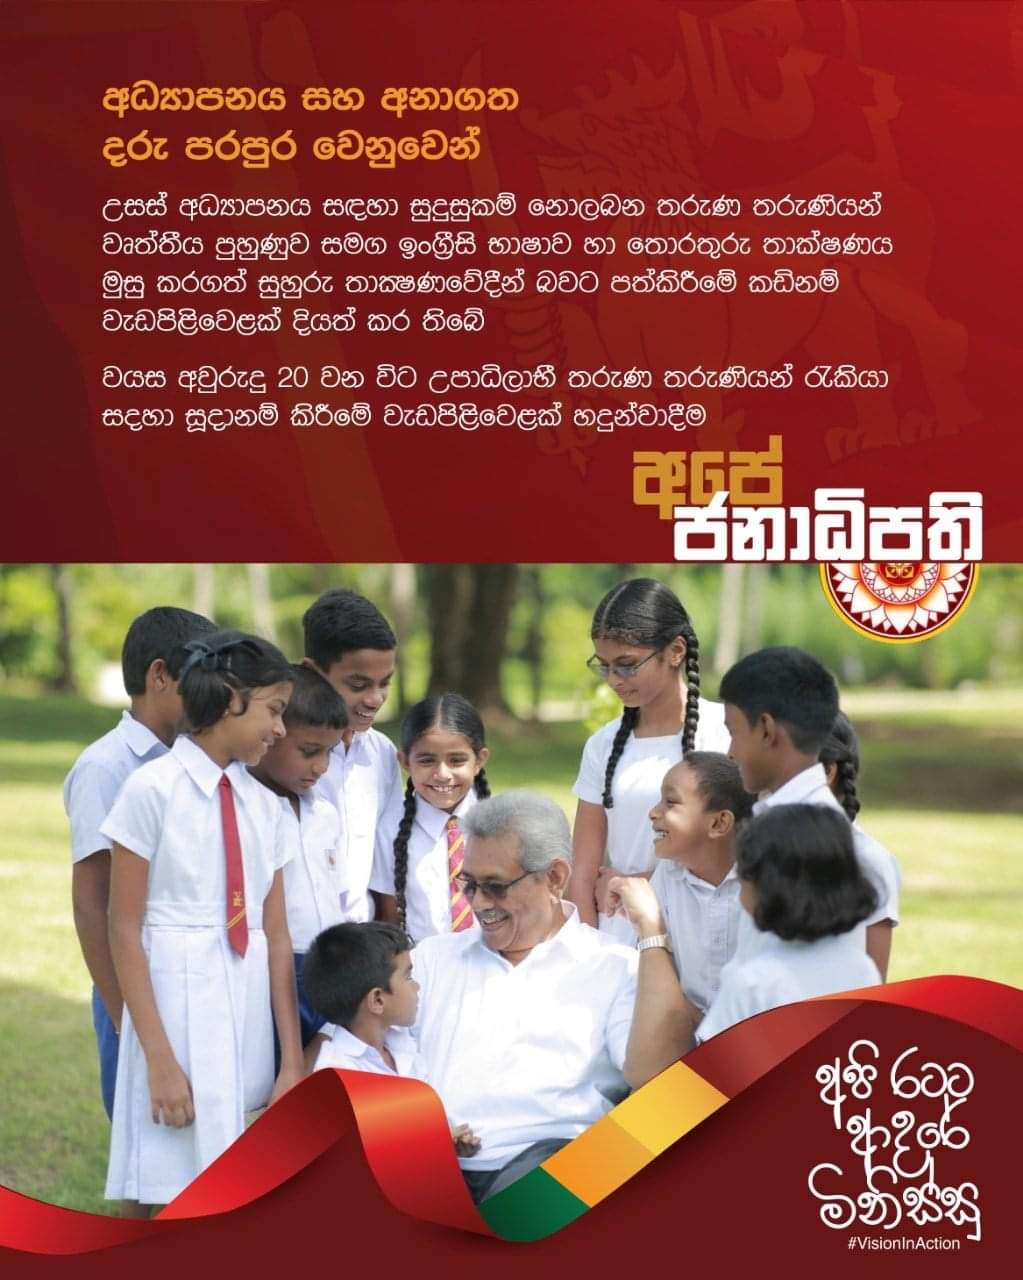 අධ්‍යාපනය සහ අනාගත
දරු පරපුර වෙනුවෙන්
උසස් අධ්‍යාපනය සඳහා සුදුසුකම් නොලබන තරුණ තරුණියන්
වෘත්තීය පුහුණුව සමග ඉංග්‍රීසි භාෂාව හා තොරතුරු තාක්ෂණය
මුසු කරගත් සුහුරු තාක්‍ෂණවේදීන් බවට පත්කිරීමේ කඩිනම්
වැඩපිළිවෙළක් දියත් කර තිබේ
වයස අවුරුදු 20 වන විට උපාධිලාභී තරුණ තරුණියන් රැකියා
සදහා සූදානම් කිරීමේ වැඩපිළිවෙළක් හදුන්වාදීම
අපේ
ජනාධිපති
අපි රටට
ආදරේ
මිනිස්සු
#VisionInAction